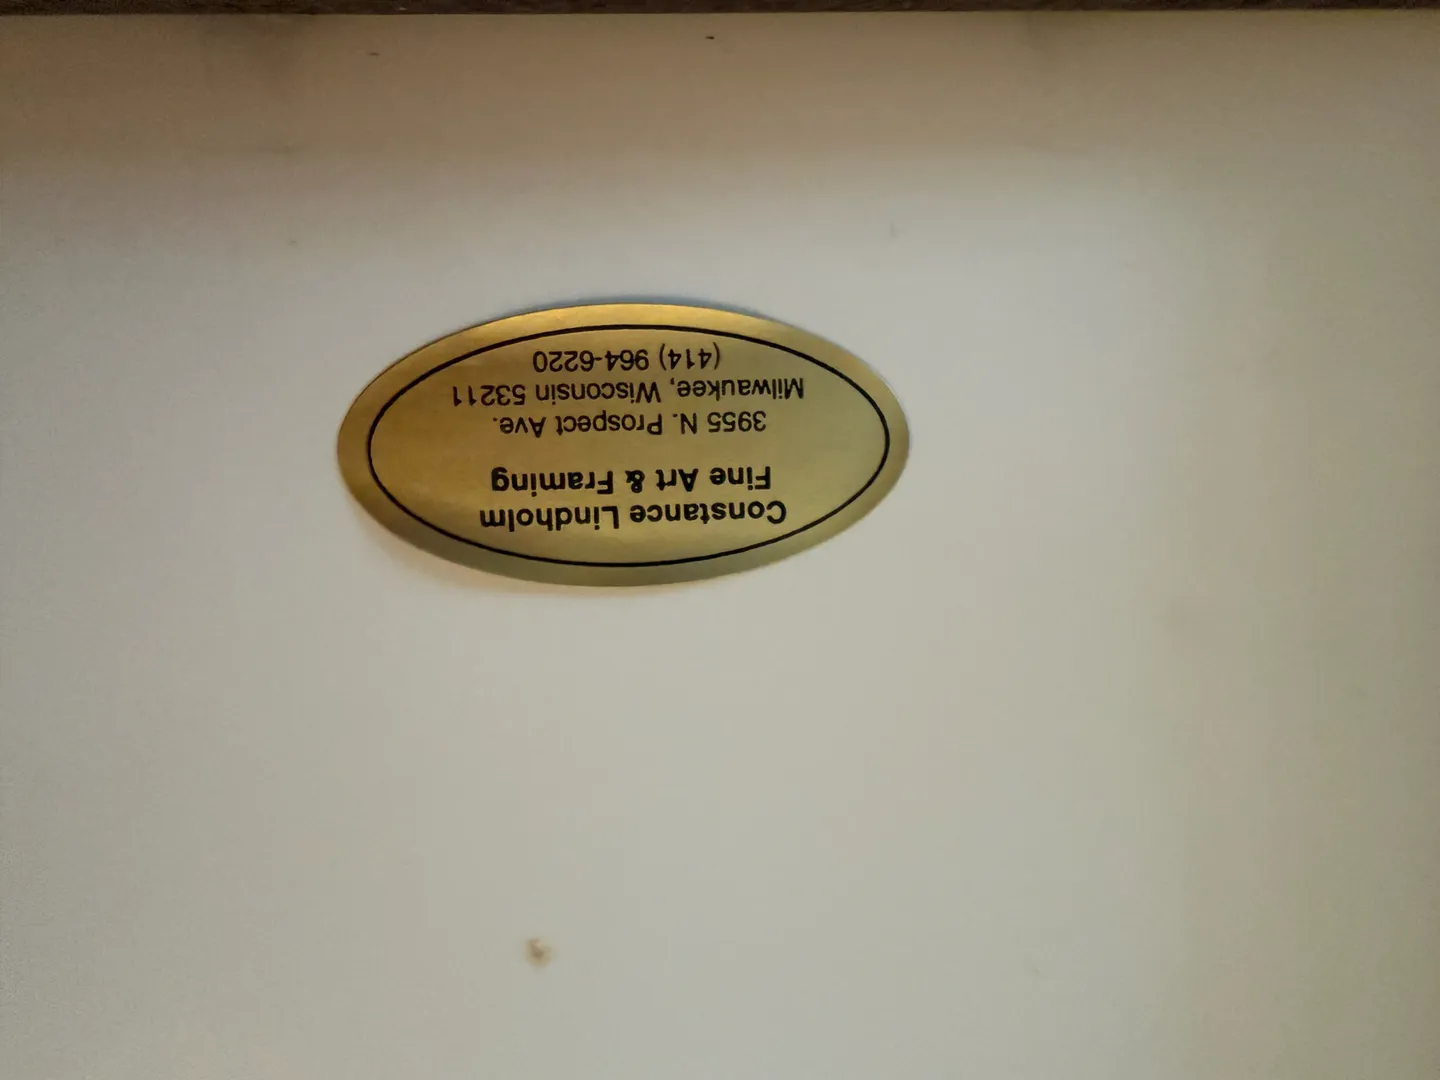 Constance Lindholm
Fine Art & Framing
3955 N. Prospect Ave.
Milwaukee, Wisconsin 53211
(414) 964-6220